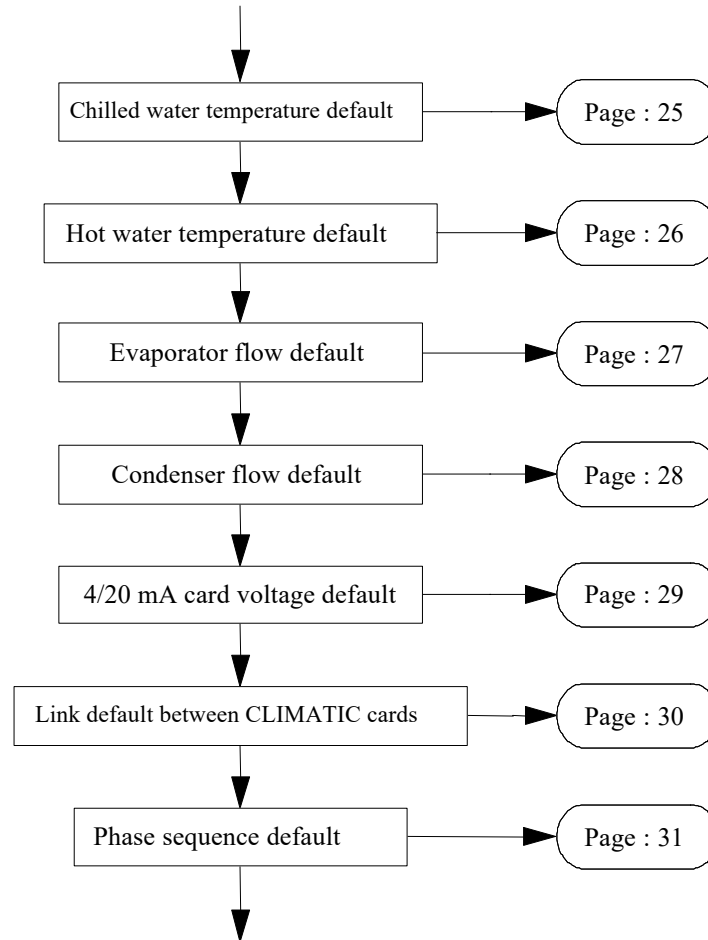 Chilled water temperature default
Page : 25
Hot water temperature default
Page : 26
Evaporator flow default
Page : 27
Condenser flow default
Page : 28
4/20 mA card voltage default
Page : 29
Link default between CLIMATIC cards
Page : 30
Phase sequence default
Page : 31